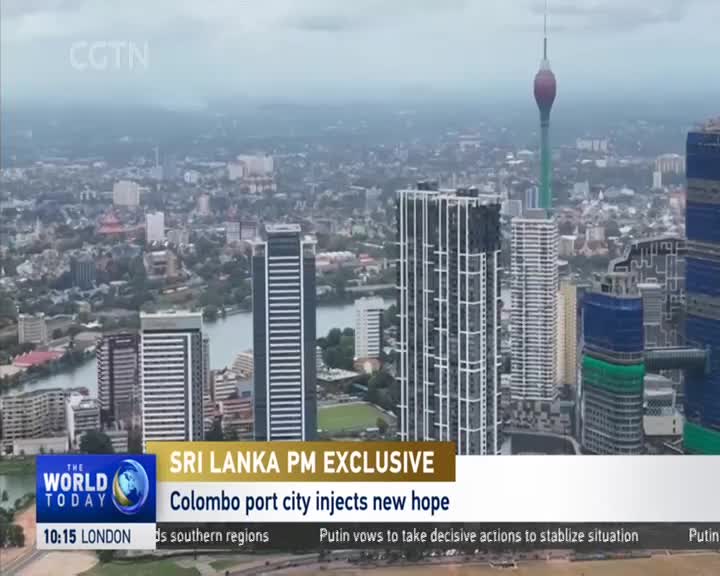 CGTN
SRI LANKA PM EXCLUSIVE
THE
WORLD
TODAY
Colombo port city injects new hope
10:15 LONDON
ds southern regions Putin vows to take decisive actions to stablize situation Putin